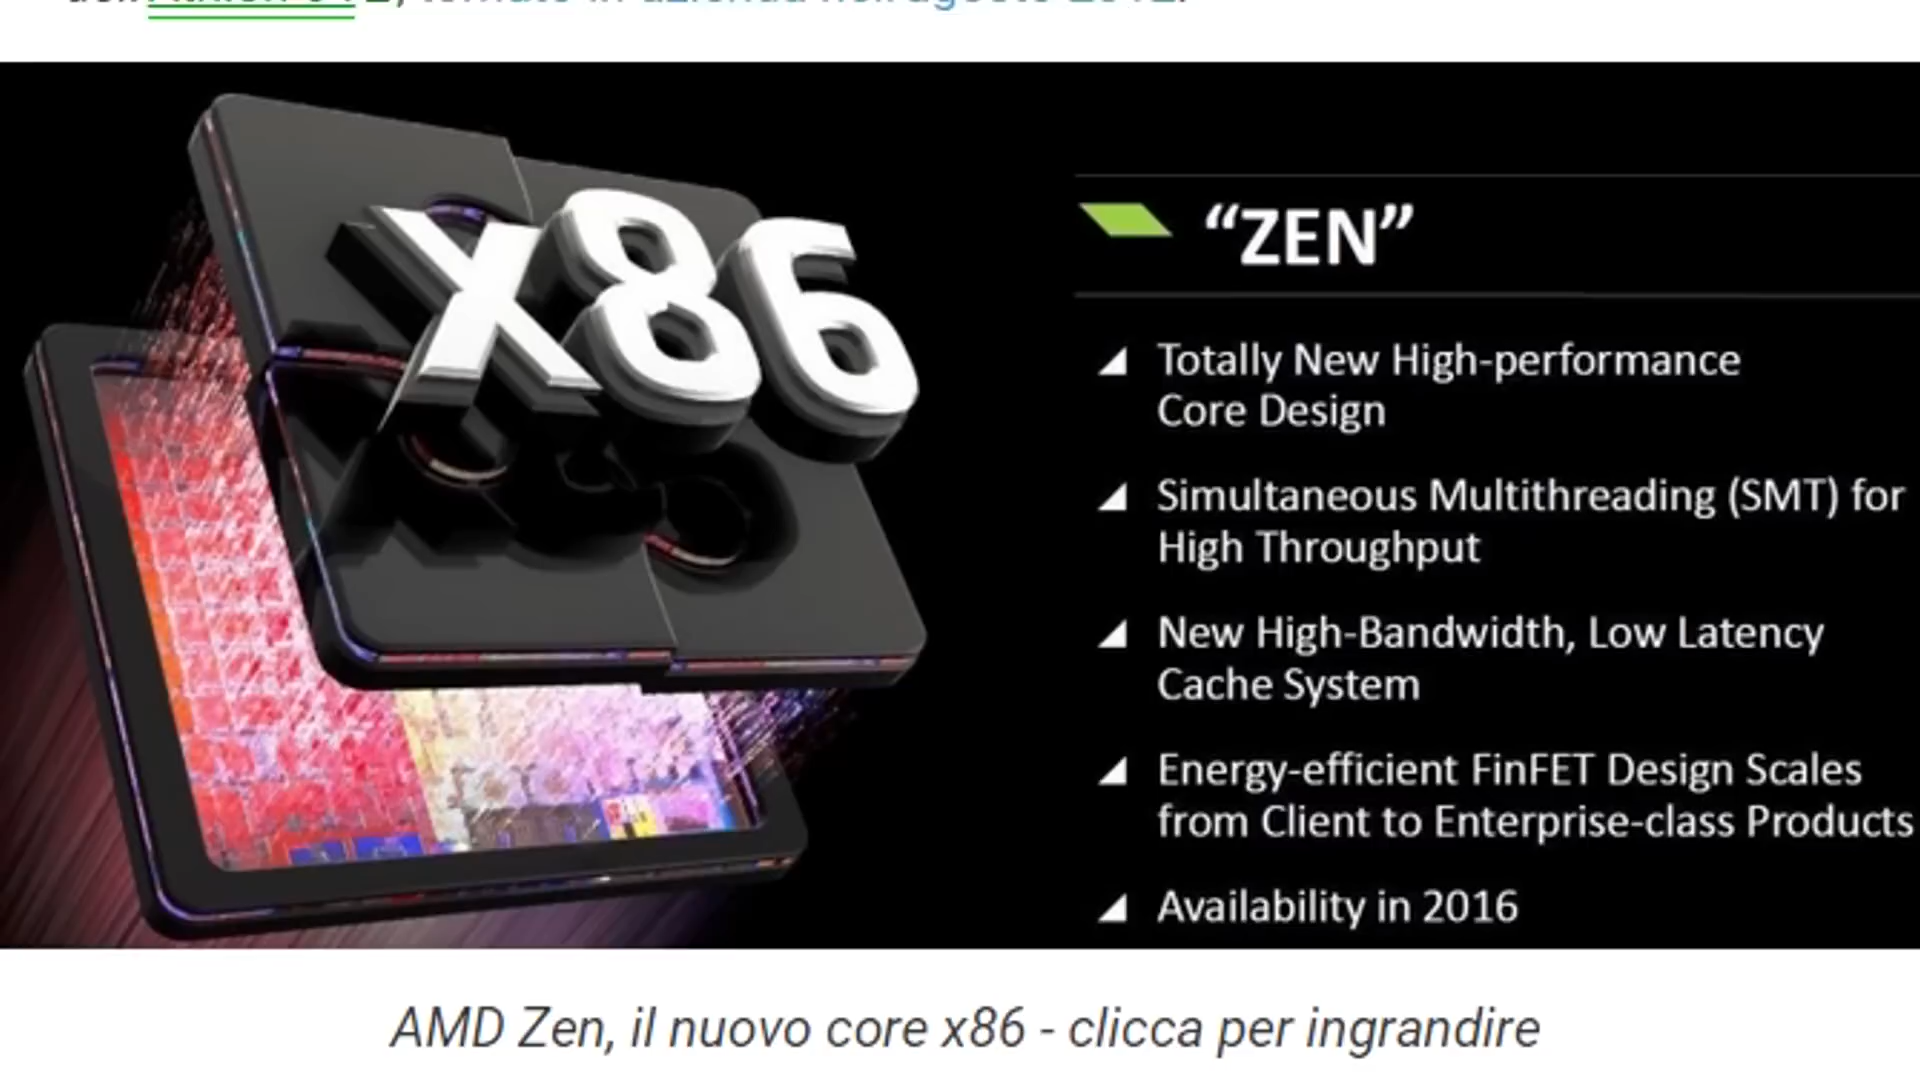 x86
“ZEN”
Totally New High-performance
Core Design
Simultaneous Multithreading (SMT) for
High Throughput
New High-Bandwidth, Low Latency
Cache System
Energy-efficient FinFET Design Scales
from Client to Enterprise-class Products
Availability in 2016
AMD Zen, il nuovo core x86 - clicca per ingrandire